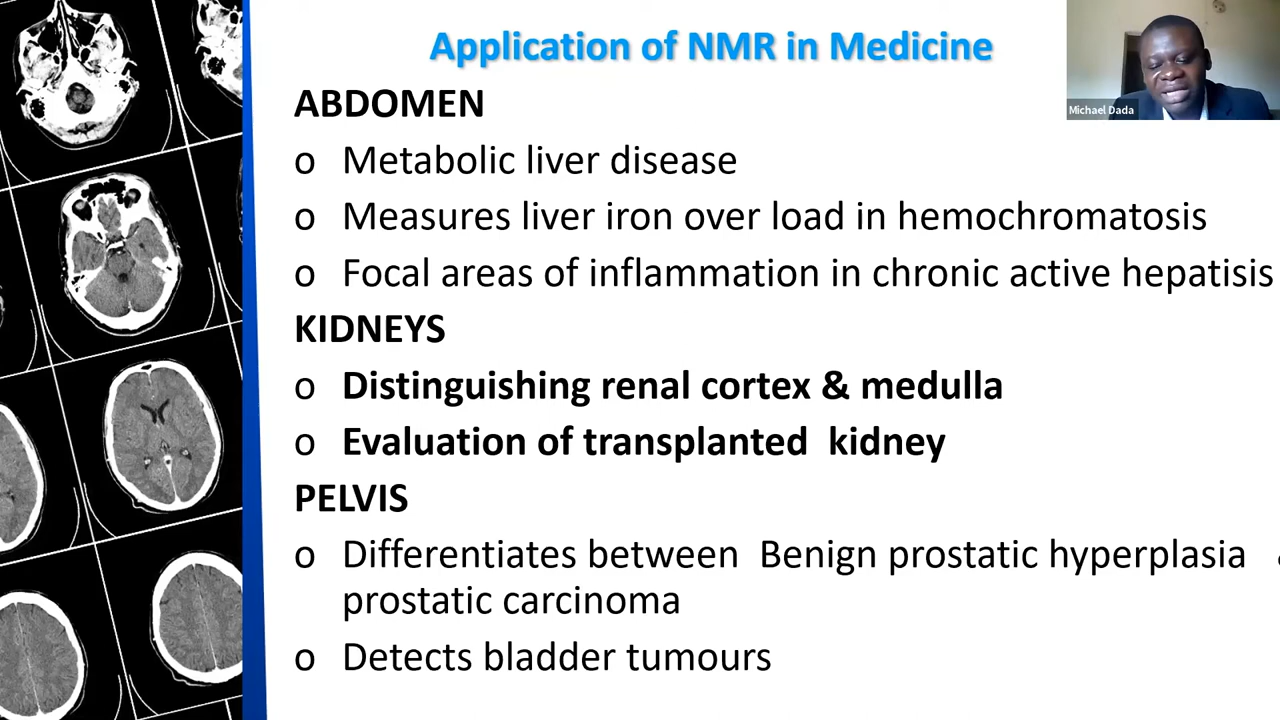 Application of NMR in Medicine
Michael Dada
ABDOMEN
o Metabolic liver disease
o Measures liver iron over load in hemochromatosis
o Focal areas of inflammation in chronic active hepatisis
KIDNEYS
o Distinguishing renal cortex & medulla
o Evaluation of transplanted kidney
PELVIS
o Differentiates between Benign prostatic hyperplasia
prostatic carcinoma
o Detects bladder tumours